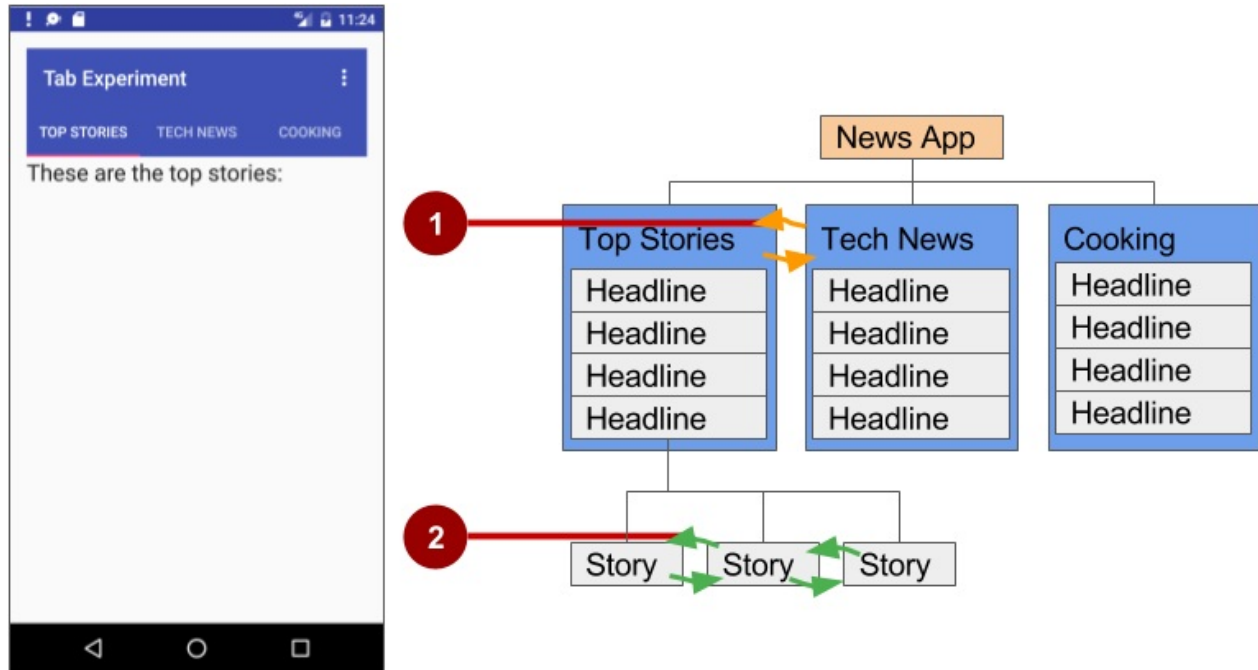 11:24
Tab Experiment
TOP STORIES TECH NEWS COOKING
These are the top stories:
News App
1
Top Stories
Headline
Headline
Headline
Headline
Tech News
Headline
Headline
Headline
Headline
Cooking
Headline
Headline
Headline
Headline
2
Story
Story
Story